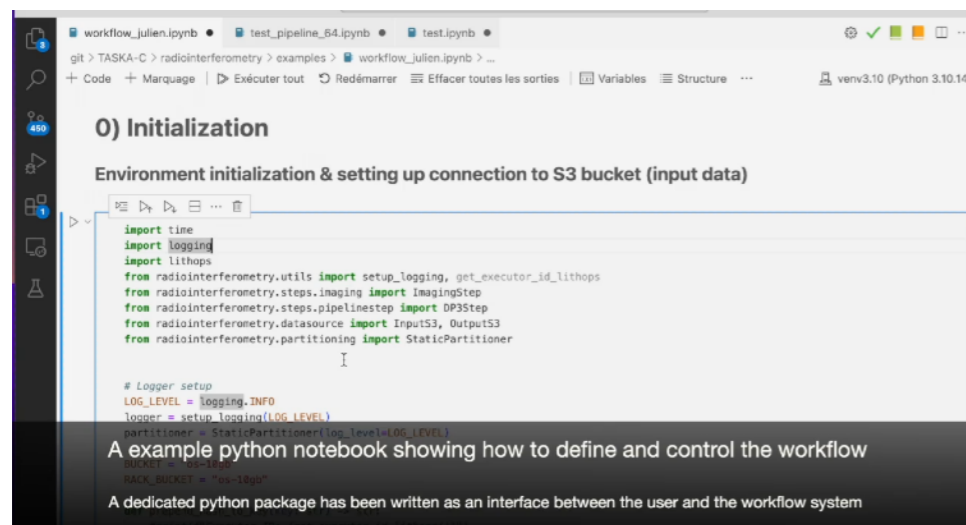 workflow_julien.ipynb ● test_pipeline_64.ipynb ● test.ipynb ●
git > TASKA-C > radiointerferometry > examples > workflow_julien.ipynb > ...
+ Code + Marquage Exécuter tout Redémarrer Effacer toutes les sorties Variables Structure ... venv3.10 (Python 3.10.14
3
450
1
0) Initialization
Environment initialization & setting up connection to S3 bucket (input data)
import time
import logging
import lithops
from radiointerferometry.utils import setup_logging, get_executor_id_lithops
from radiointerferometry.steps.imaging import ImagingStep
from radiointerferometry.steps.pipelinestep import DP3Step
from radiointerferometry.datasource import InputS3, OutputS3
from radiointerferometry.partitioning import StaticPartitioner
# Logger setup
LOG_LEVEL = logging.INFO
logger = setup_logging(LOG_LEVEL)
partitioner = StaticPartitioner(log_level=LOG_LEVEL)
A example python notebook showing how to define and control the workflow
BUCKET = "os-10gb"
A dedicated python package has been written as an interface between the user and the workflow system